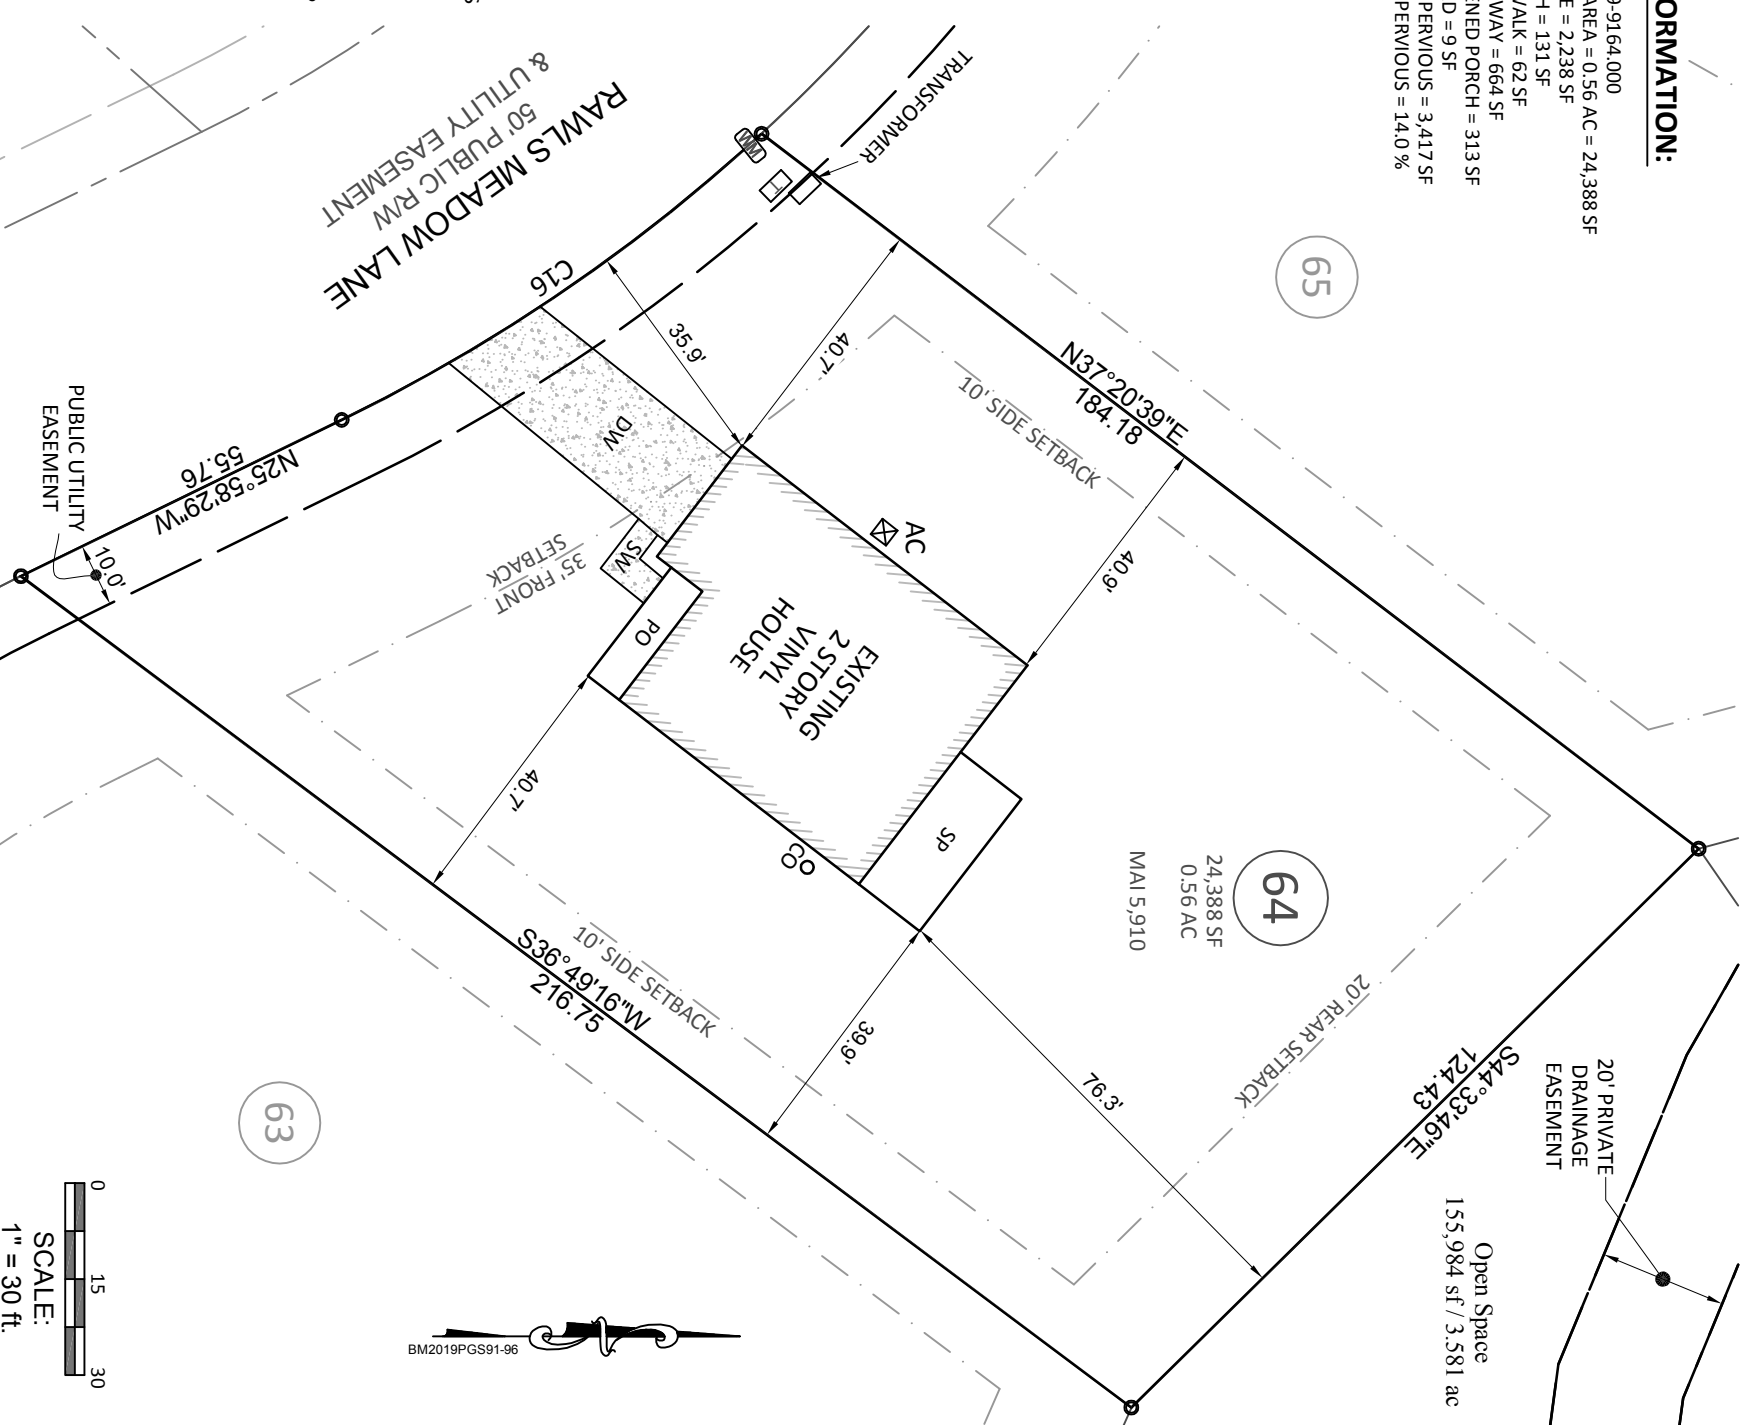 ORMATION:
9-9164.000
AREA = 0.56 AC = 24,388 SF
E = 2,238 SF
H = 131 SF
VALK = 62 SF
WAY = 664 SF
ENED PORCH = 313 SF
D = 9 SF
PERVIOUS = 3,417 SF
PERVIOUS = 14.0 %
TRANSFORMER
WM
T
RAWLS MEADOW LANE
50' PUBLIC R/W
& UTILITY EASEMENT
C16
35.9'
40.7'
65
N37°20'39"E
184.18
10' SIDE SETBACK
40.9'
AC
DW
SW
PO
35' FRONT
SETBACK
EXISTING
2 STORY
VINYL
HOUSE
SP
CO
N25°58'29"W
55.76
PUBLIC UTILITY
EASEMENT
10.0'
40.7'
S36°49'16"W
216.75
10' SIDE SETBACK
39.9'
76.3'
64
24,388 SF
0.56 AC
MAI 5,910
20' REAR SETBACK
S44°33'46"E
124.43
20' PRIVATE
DRAINAGE
EASEMENT
Open Space
155,984 sf / 3.581 ac
63
0 15 30
SCALE:
1" = 30 ft.
BM2019PGS91-96